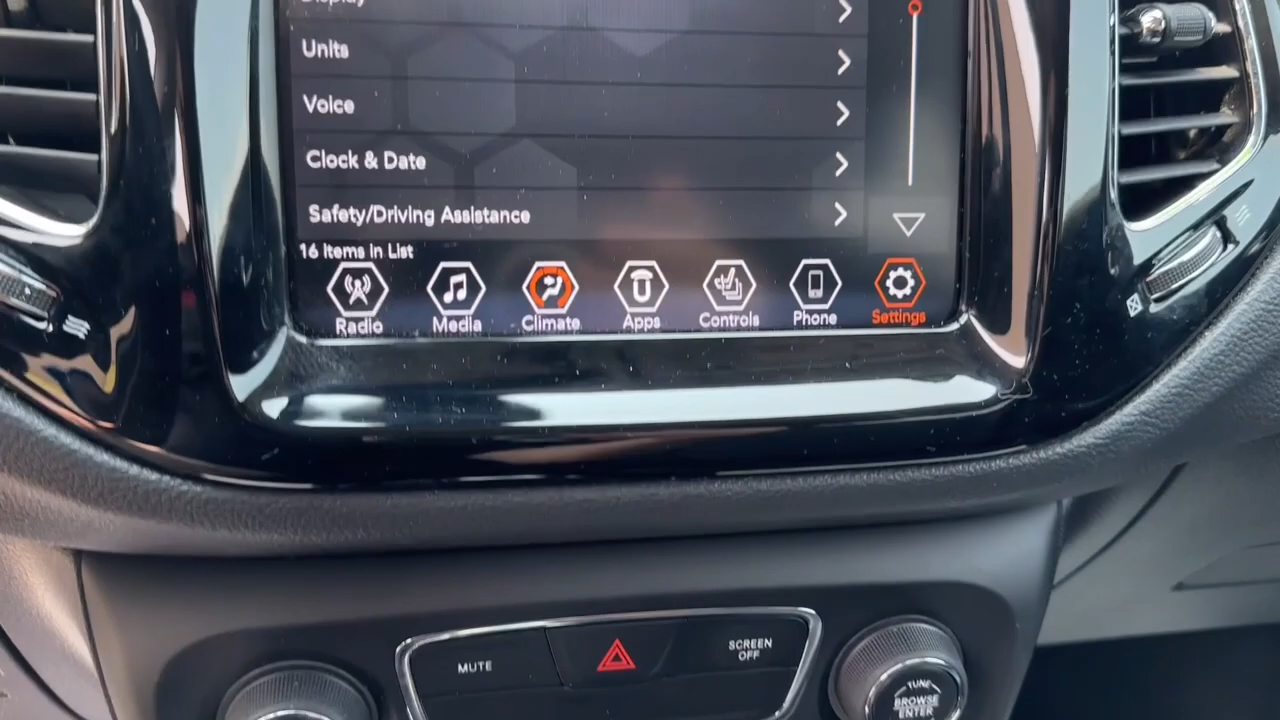 Display
Units
Voice
Clock & Date
Safety/Driving Assistance
16 Items in List
Radio Media Climate Apps Controls Phone Settings
MUTE
SCREEN
OFF
TUNE
BROWSE
ENTER